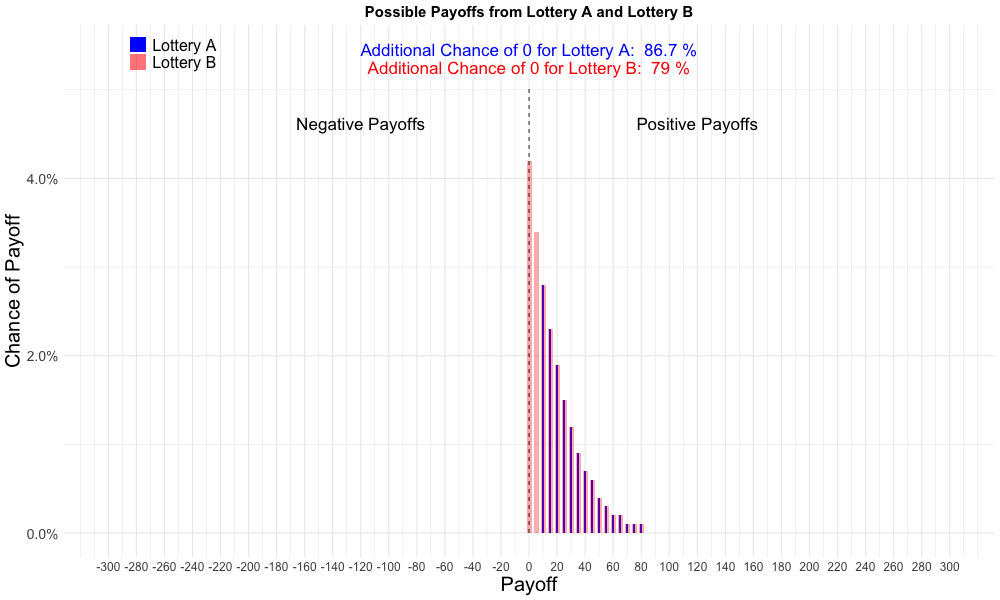 Possible Payoffs from Lottery A and Lottery B
Lottery A
Lottery B
Additional Chance of 0 for Lottery A:  86.7 %
Additional Chance of 0 for Lottery B:  79 %
Negative Payoffs
Positive Payoffs
Chance of Payoff
4.0%
2.0%
0.0%
-300 -280 -260 -240 -220 -200 -180 -160 -140 -120 -100 -80 -60 -40 -20 0 20 40 60 80 100 120 140 160 180 200 220 240 260 280 300
Payoff